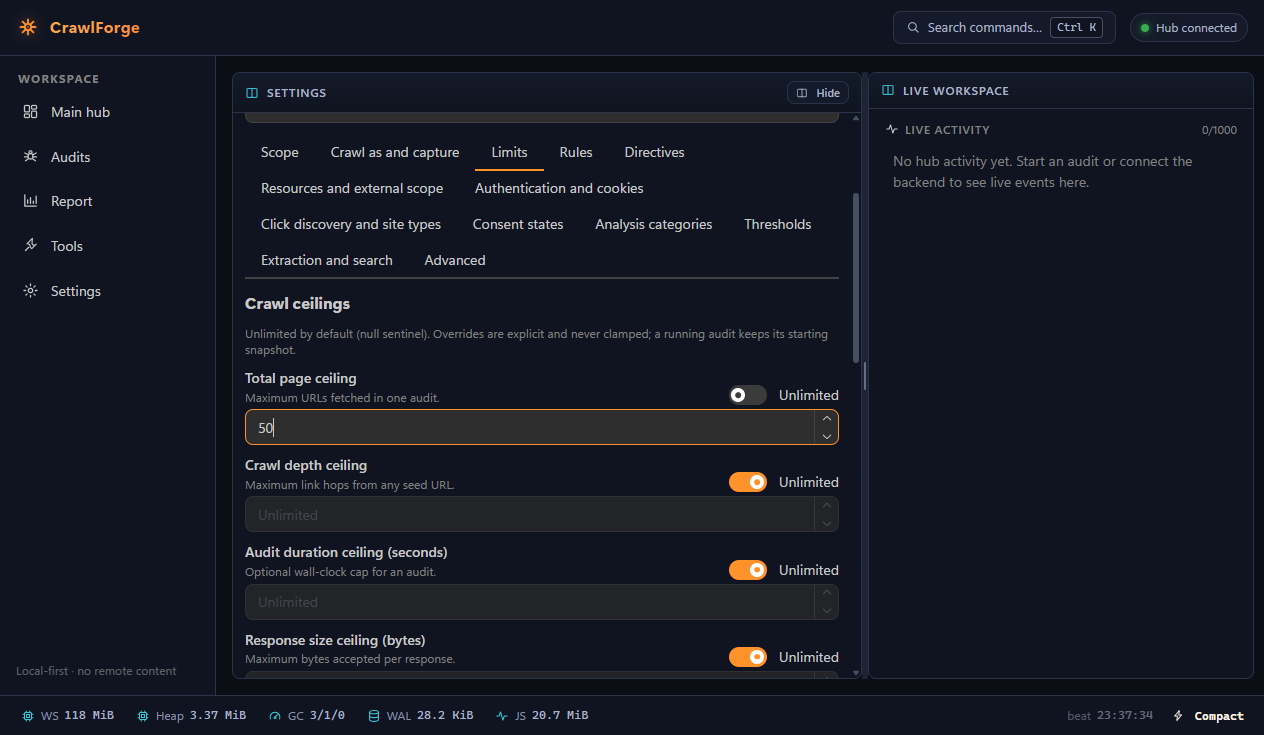 CrawlForge
Search commands... Ctrl K
Hub connected
WORKSPACE
Main hub
Audits
Report
Tools
Settings
Local-first · no remote content
SETTINGS
Hide
Scope Crawl as and capture Limits Rules Directives
Resources and external scope Authentication and cookies
Click discovery and site types Consent states Analysis categories Thresholds
Extraction and search Advanced
Crawl ceilings
Unlimited by default (null sentinel). Overrides are explicit and never clamped; a running audit keeps its starting
snapshot.
Total page ceiling
Maximum URLs fetched in one audit.
Unlimited
50
Crawl depth ceiling
Maximum link hops from any seed URL.
Unlimited
Unlimited
Audit duration ceiling (seconds)
Optional wall-clock cap for an audit.
Unlimited
Unlimited
Response size ceiling (bytes)
Maximum bytes accepted per response.
Unlimited
LIVE WORKSPACE
LIVE ACTIVITY 0/1000
No hub activity yet. Start an audit or connect the
backend to see live events here.
WS 118 MiB Heap 3.37 MiB GC 3/1/0 WAL 28.2 KiB JS 20.7 MiB beat 23:37:34 Compact